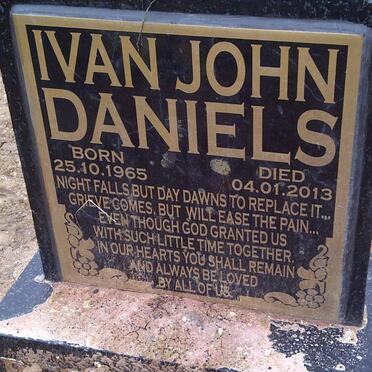 IVAN JOHN
DANIELS
BORN DIED
25.10.1965 04.01.2013
NIGHT FALLS BUT DAY DAWNS TO REPLACE IT...
GRIEVE COMES, BUT WILL EASE THE PAIN...
EVEN THOUGH GOD GRANTED US
WITH SUCH LITTLE TIME TOGETHER
IN OUR HEARTS YOU SHALL REMAIN
AND ALWAYS BE LOVED
BY ALL OF US.